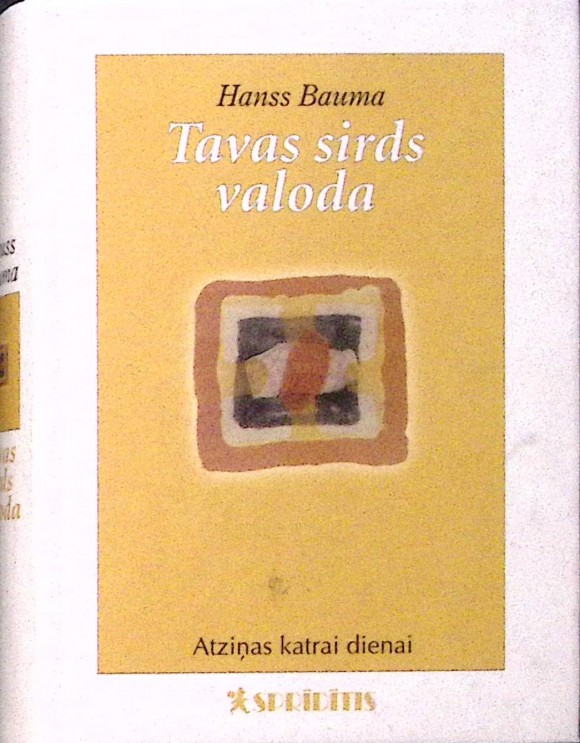 Hanss Bauma
Tavas sirds
valoda
Atziņas katrai dienai
SPRĪDĪTIS